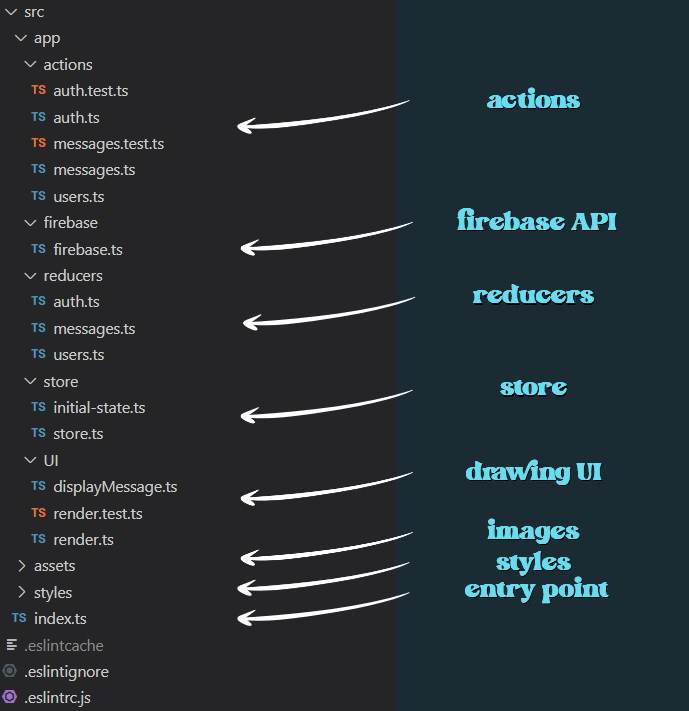 src
app
actions
TS auth.test.ts
TS auth.ts
TS messages.test.ts
TS messages.ts
TS users.ts
firebase
TS firebase.ts
reducers
TS auth.ts
TS messages.ts
TS users.ts
store
TS initial-state.ts
TS store.ts
UI
TS displayMessage.ts
TS render.test.ts
TS render.ts
assets
styles
TS index.ts
.eslintcache
.eslintignore
.eslintrc.js
actions
firebase API
reducers
store
drawing UI
images
styles
entry point